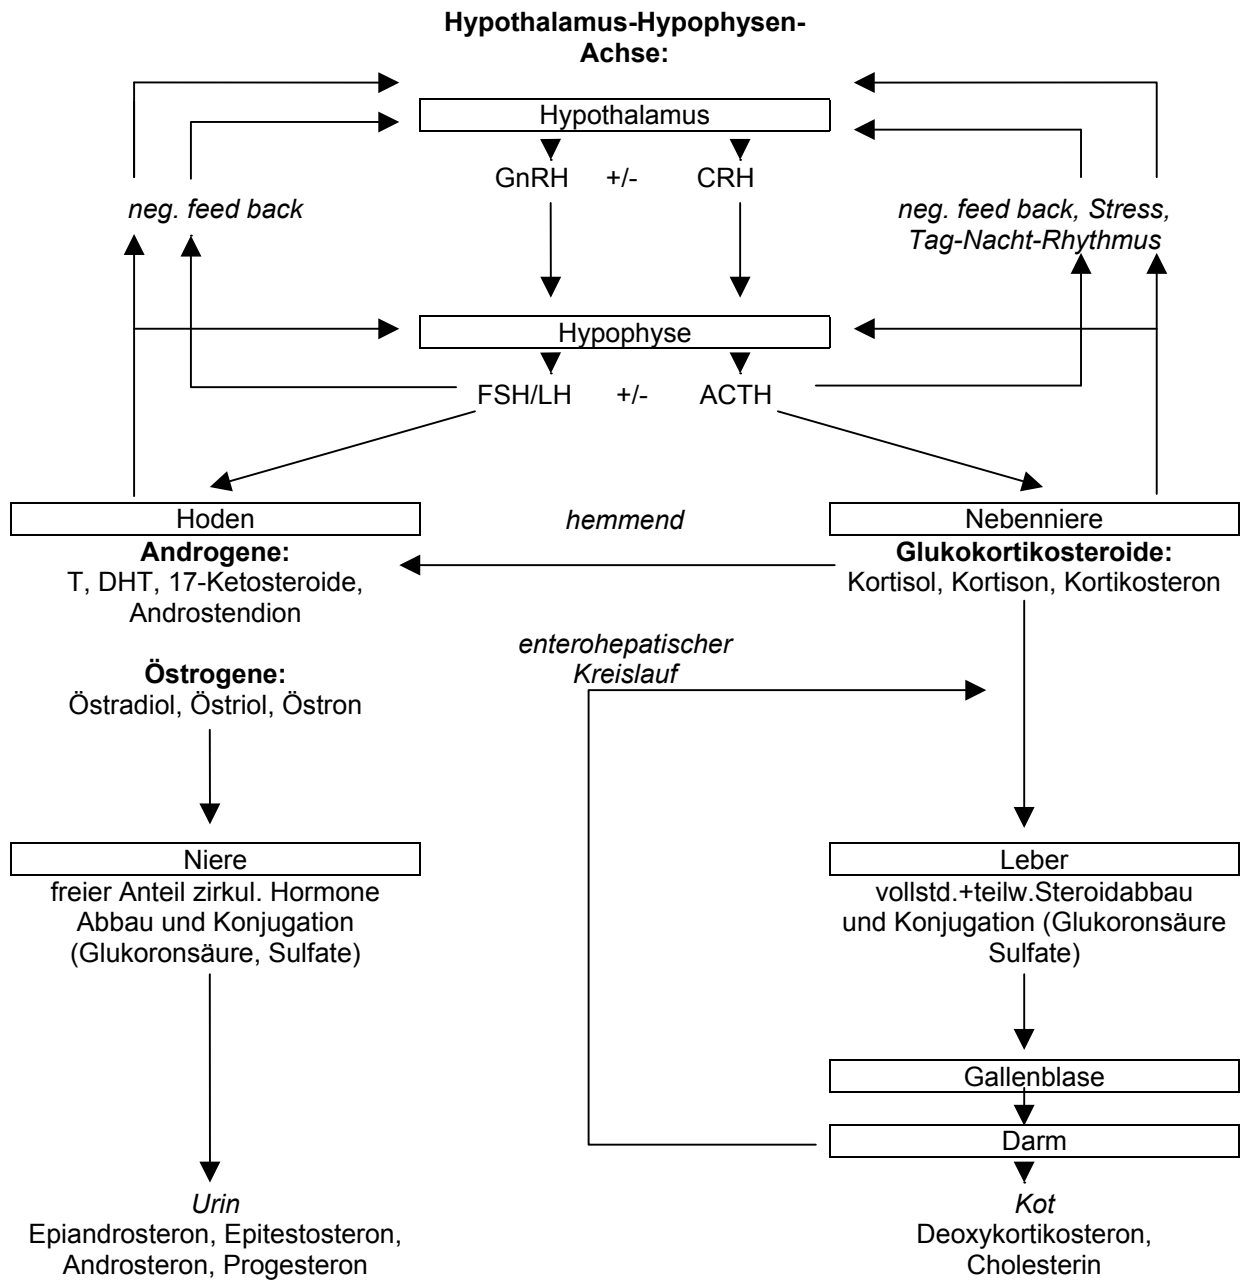 Hypothalamus-Hypophysen-
Achse:
Hypothalamus
GnRH +/- CRH
neg. feed back
neg. feed back, Stress,
Tag-Nacht-Rhythmus
Hypophyse
FSH/LH +/- ACTH
Hoden
hemmend
Nebenniere
Androgene:
T, DHT, 17-Ketosteroide,
Androstendion
Glukokortikosteroide:
Kortisol, Kortison, Kortikosteron
enterohepatischer
Kreislauf
Östrogene:
Östradiol, Östriol, Östron
Niere
freier Anteil zirkul. Hormone
Abbau und Konjugation
(Glukoronsäure, Sulfate)
Leber
vollstd.+teilw.Steroidabbau
und Konjugation (Glukoronsäure
Sulfate)
Gallenblase
Darm
Urin
Epiandrosteron, Epitestosteron,
Androsteron, Progesteron
Kot
Deoxykortikosteron,
Cholesterin